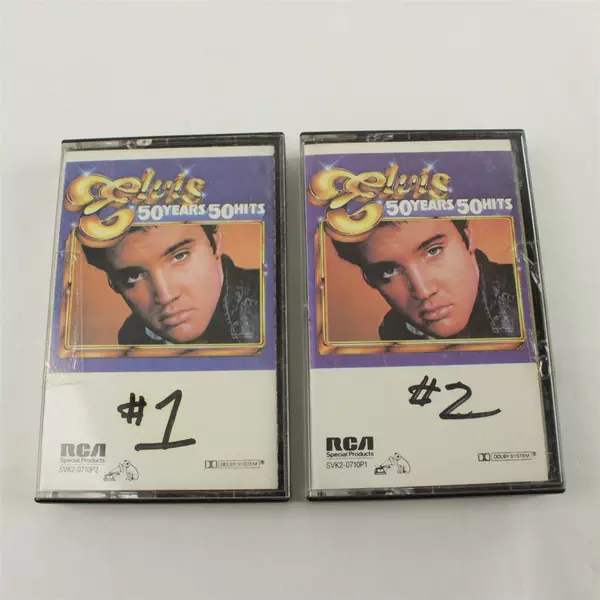 Elvis
50 YEARS 50 HITS
#1
RCA
Special Products
SVK2-0710P2
DOLBY SYSTEM ®
Elvis
50 YEARS 50 HITS
#2
RCA
Special Products
SVK2-0710P1
DOLBY SYSTEM ®